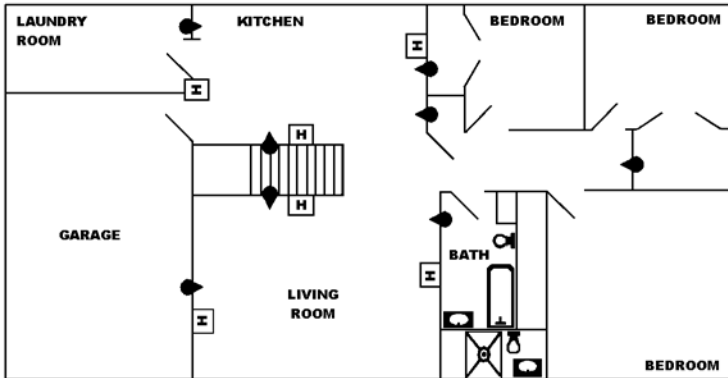 LAUNDRY
ROOM
KITCHEN
BEDROOM
BEDROOM
H
H
H
H
GARAGE
BATH
H
LIVING
ROOM
H
BEDROOM